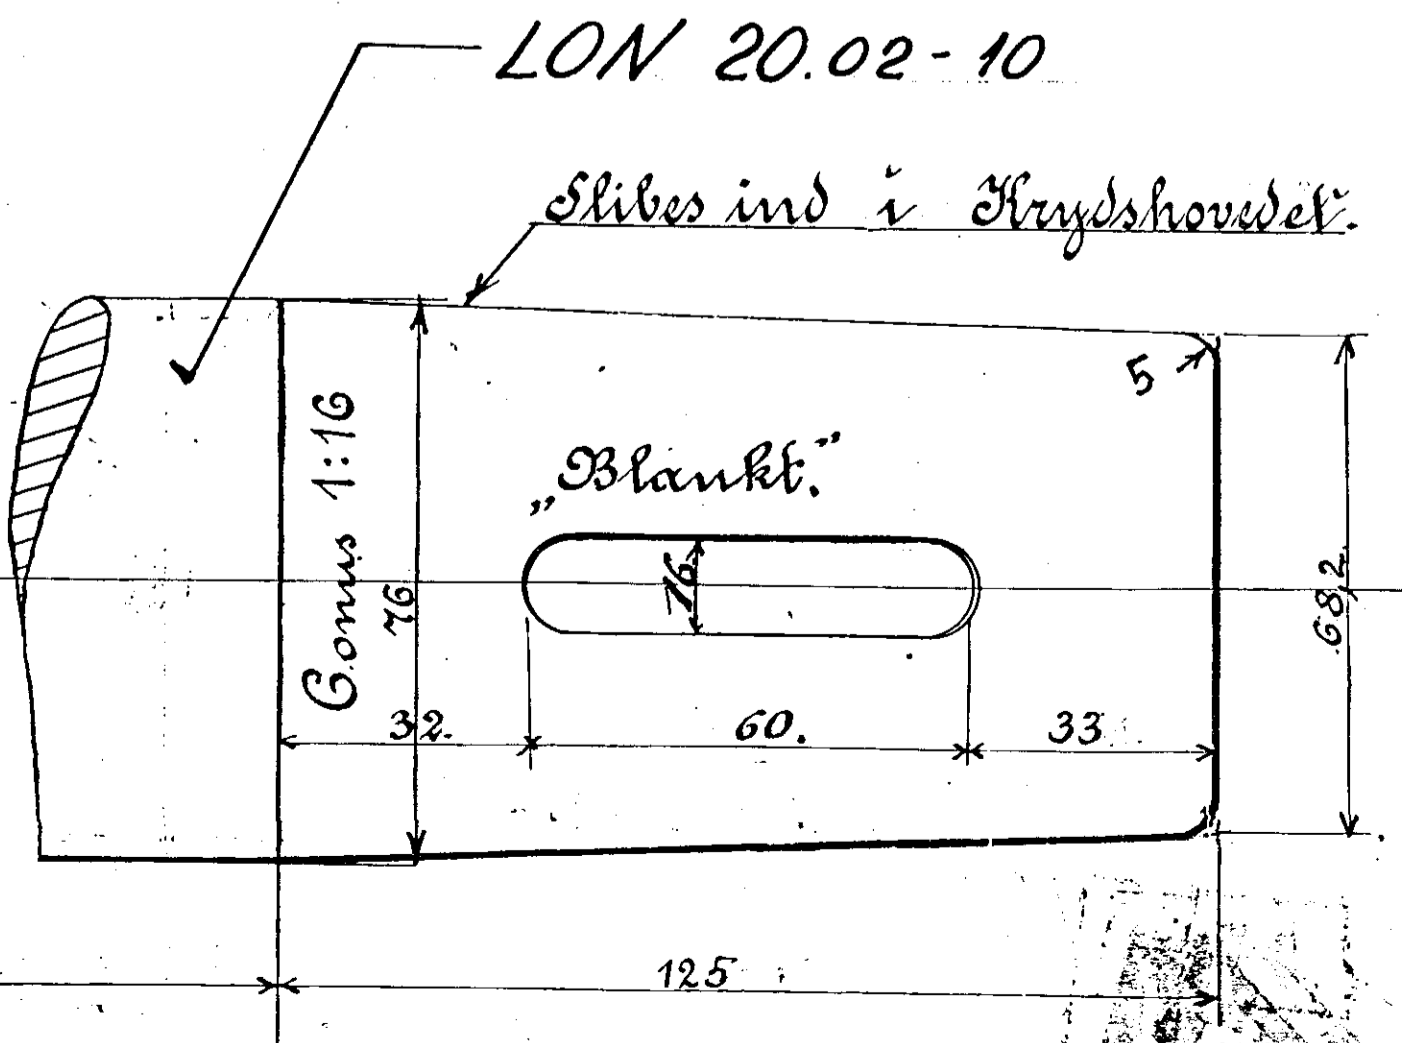 LON 20.02-10
Slibes ind i Krydshovedet.
5
Conus 1:16
„Blankt.”
76
16
68,2
32.
60.
33
125